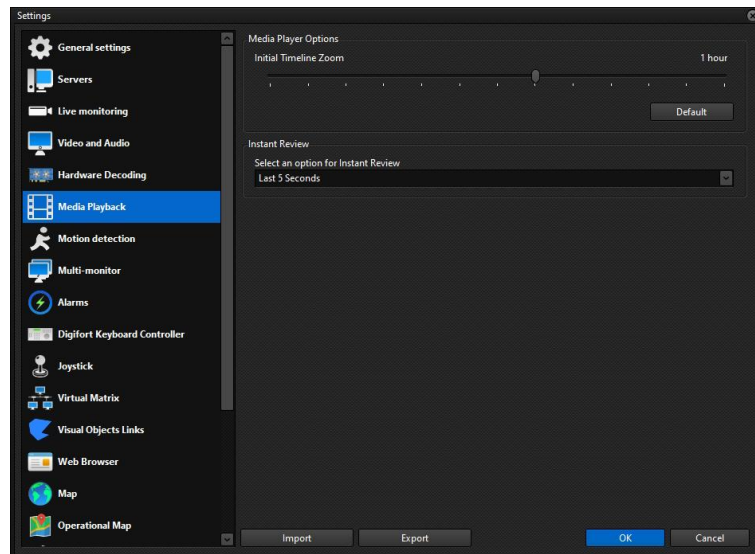 Settings
General settings
Servers
Live monitoring
Video and Audio
Hardware Decoding
Media Playback
Motion detection
Multi-monitor
Alarms
Digifort Keyboard Controller
Joystick
Virtual Matrix
Visual Objects Links
Web Browser
Map
Operational Map
Media Player Options
Initial Timeline Zoom 1 hour
Default
Instant Review
Select an option for Instant Review
Last 5 Seconds
Import Export OK Cancel